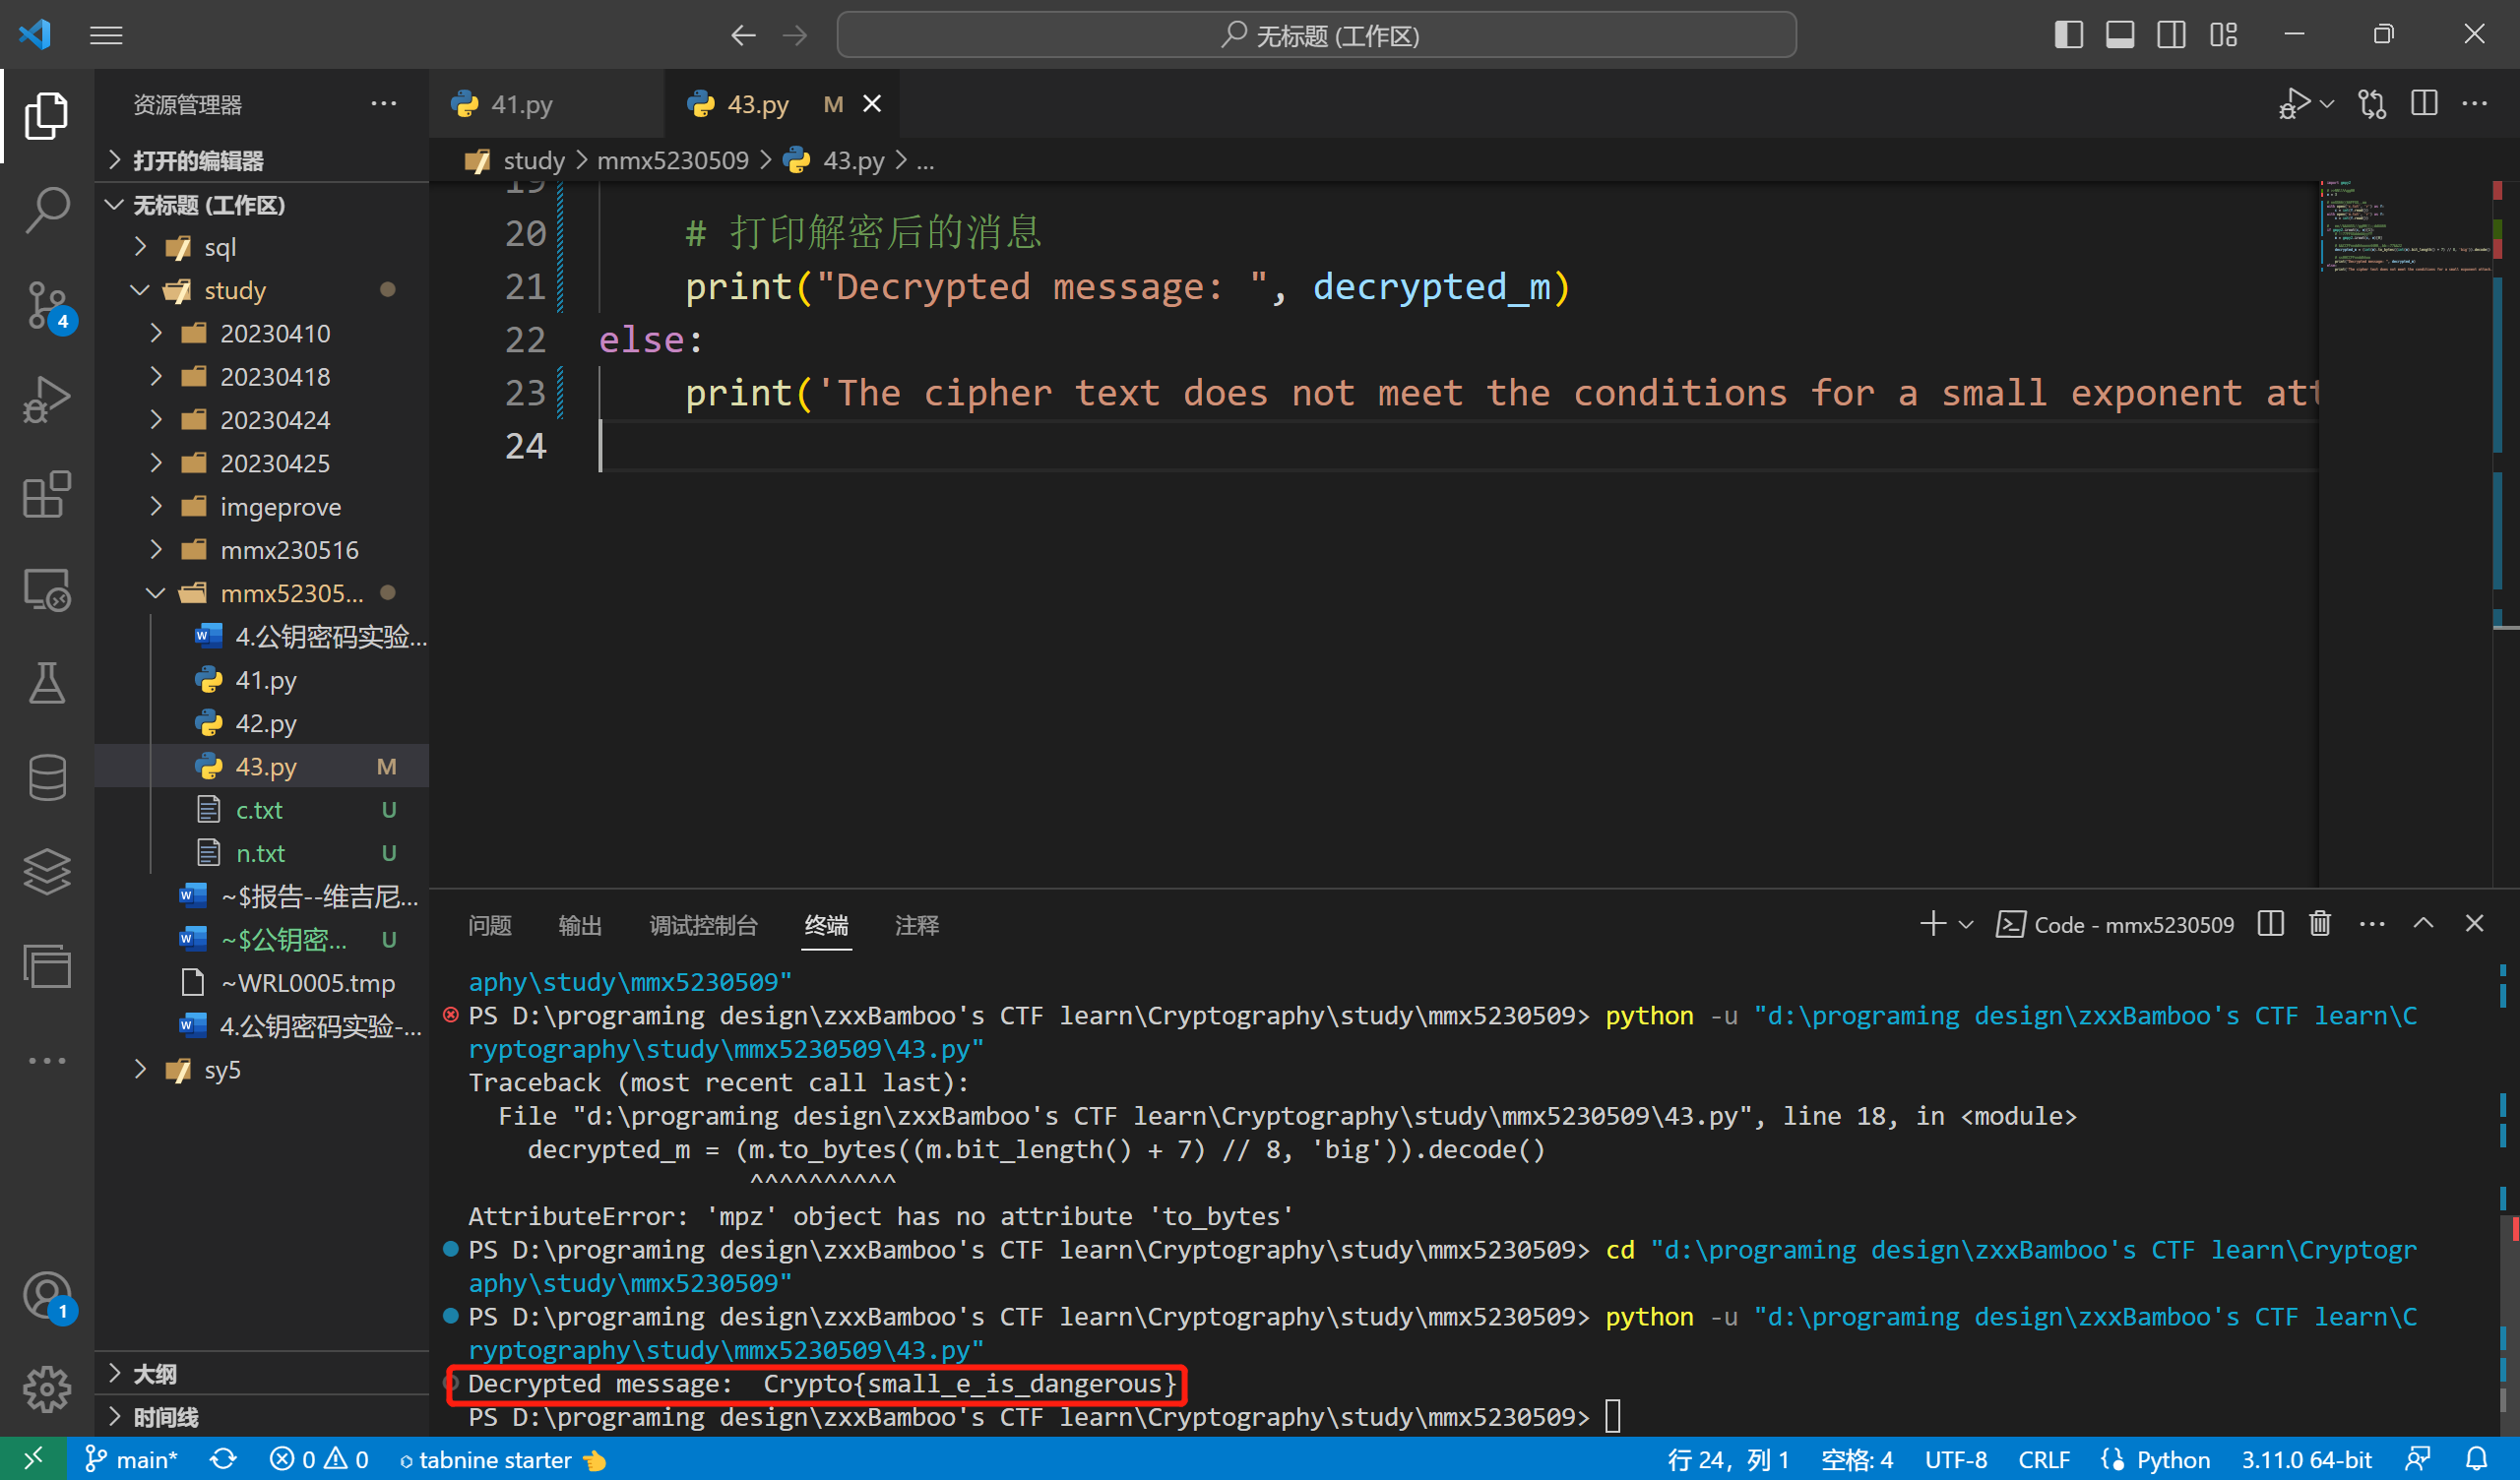 无标题 (工作区)
资源管理器
41.py
43.py M
打开的编辑器
study > mmx5230509 > 43.py > ...
无标题 (工作区)
sql
study
20230410
20230418
20230424
20230425
imgeprove
mmx230516
mmx52305...
4.公钥密码实验...
41.py
42.py
43.py M
c.txt U
n.txt U
~$报告--维吉尼...
~$公钥密... U
~WRL0005.tmp
4.公钥密码实验-...
sy5
大纲
时间线
4
1
19
20 # 打印解密后的消息
21 print("Decrypted message: ", decrypted_m)
22 else:
23 print('The cipher text does not meet the conditions for a small exponent att
24
问题 输出 调试控制台 终端 注释
Code - mmx5230509
aphy\study\mmx5230509"
PS D:\programing design\zxxBamboo's CTF learn\Cryptography\study\mmx5230509> python -u "d:\programing design\zxxBamboo's CTF learn\C
ryptography\study\mmx5230509\43.py"
Traceback (most recent call last):
File "d:\programing design\zxxBamboo's CTF learn\Cryptography\study\mmx5230509\43.py", line 18, in <module>
decrypted_m = (m.to_bytes((m.bit_length() + 7) // 8, 'big')).decode()
^^^^^^^^^^
AttributeError: 'mpz' object has no attribute 'to_bytes'
PS D:\programing design\zxxBamboo's CTF learn\Cryptography\study\mmx5230509> cd "d:\programing design\zxxBamboo's CTF learn\Cryptogr
aphy\study\mmx5230509"
PS D:\programing design\zxxBamboo's CTF learn\Cryptography\study\mmx5230509> python -u "d:\programing design\zxxBamboo's CTF learn\C
ryptography\study\mmx5230509\43.py"
Decrypted message:  Crypto{small_e_is_dangerous}
PS D:\programing design\zxxBamboo's CTF learn\Cryptography\study\mmx5230509>
main* 0 0 tabnine starter 行 24，列 1 空格: 4 UTF-8 CRLF Python 3.11.0 64-bit